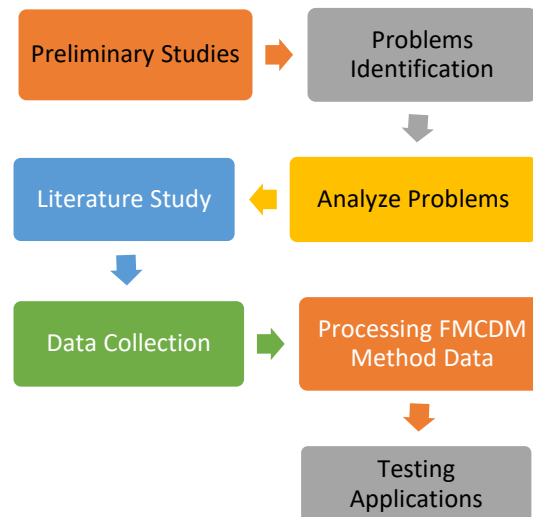 Preliminary Studies
Problems
Identification
Analyze Problems
Literature Study
Data Collection
Processing FMCDM
Method Data
Testing
Applications